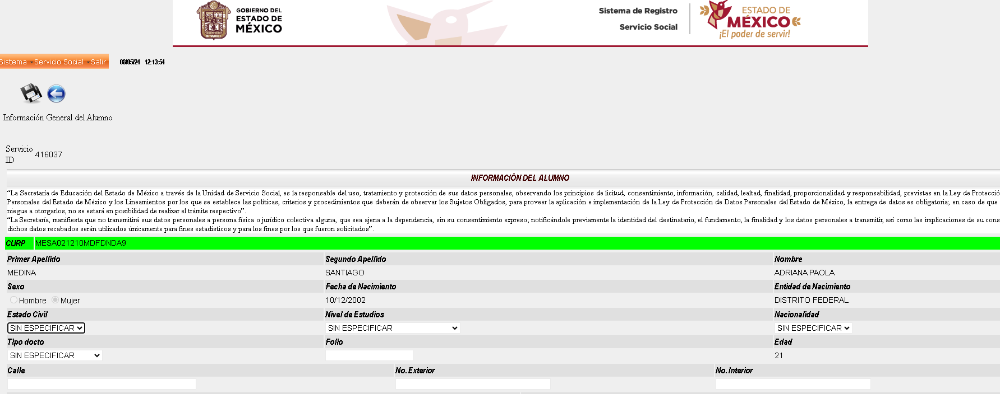 GOBIERNO DEL
ESTADO DE
MÉXICO
Sistema de Registro
Servicio Social
ESTADO DE
MÉXICO
¡El poder de servir!
Sistema Servicio Social Salir 08/05/24 12:13:54
Información General del Alumno
Servicio
ID
416037
INFORMACIÓN DEL ALUMNO
“La Secretaría de Educación del Estado de México a través de la Unidad de Servicio Social, es la responsable del uso, tratamiento y protección de sus datos personales, observando los principios de licitud, consentimiento, información, calidad, lealtad, finalidad, proporcionalidad y responsabilidad, previstas en la Ley de Protecció
Personales del Estado de México y los Lineamientos por los que se establece las políticas, criterios y procedimientos que deberán de observar los Sujetos Obligados, para proveer la aplicación e implementación de la Ley de Protección de Datos Personales del Estado de México, la entrega de datos es obligatoria; en caso de que
niegue a otorgarlos, no se estará en posibilidad de realizar el trámite respectivo”.
“La Secretaría, manifiesta que no transmitirá sus datos personales a persona física o jurídico colectiva alguna, que sea ajena a la dependencia, sin su consentimiento expreso; notificándole previamente la identidad del destinatario, el fundamento, la finalidad y los datos personales a transmitir, así como las implicaciones de su cons
dichos datos recabados serán utilizados únicamente para fines estadísticos y para los fines por los que fueron solicitados”.
CURP MESA021210MDFDNDA9
Primer Apellido Segundo Apellido Nombre
MEDINA SANTIAGO ADRIANA PAOLA
Sexo Fecha de Nacimiento Entidad de Nacimiento
Hombre Mujer 10/12/2002 DISTRITO FEDERAL
Estado Civil Nivel de Estudios Nacionalidad
SIN ESPECIFICAR SIN ESPECIFICAR SIN ESPECIFICAR
Tipo docto Folio Edad
SIN ESPECIFICAR 21
Calle No. Exterior No. Interior